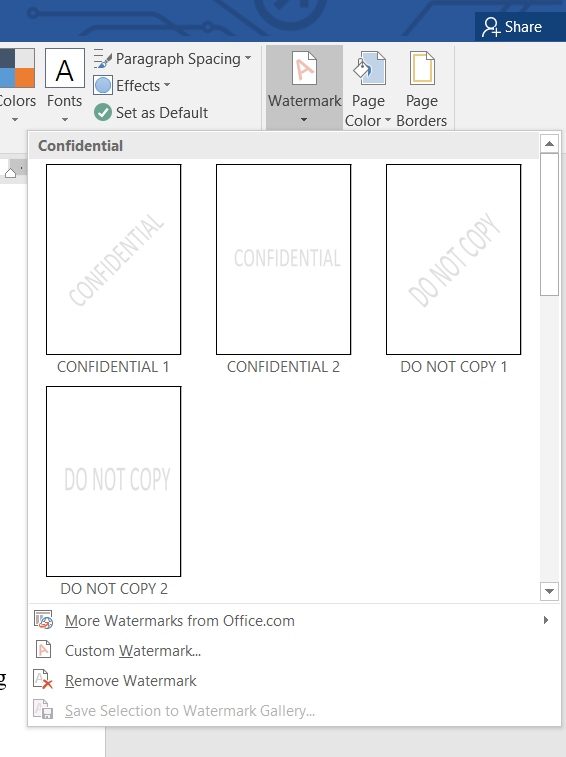 Share
Paragraph Spacing
Effects
Set as Default
A
Colors
Fonts
Watermark
Page
Color
Page
Borders
Confidential
CONFIDENTIAL
CONFIDENTIAL
DO NOT COPY
CONFIDENTIAL 1
CONFIDENTIAL 2
DO NOT COPY 1
DO NOT COPY
DO NOT COPY 2
More Watermarks from Office.com
Custom Watermark...
Remove Watermark
Save Selection to Watermark Gallery...
g